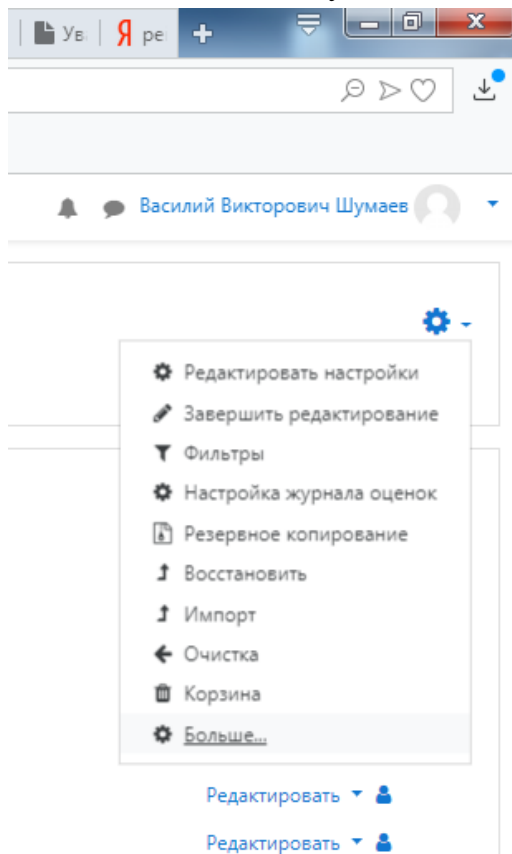 Ув Я ре
Василий Викторович Шумаев
Редактировать настройки
Завершить редактирование
Фильтры
Настройка журнала оценок
Резервное копирование
Восстановить
Импорт
Очистка
Корзина
Больше...
Редактировать
Редактировать